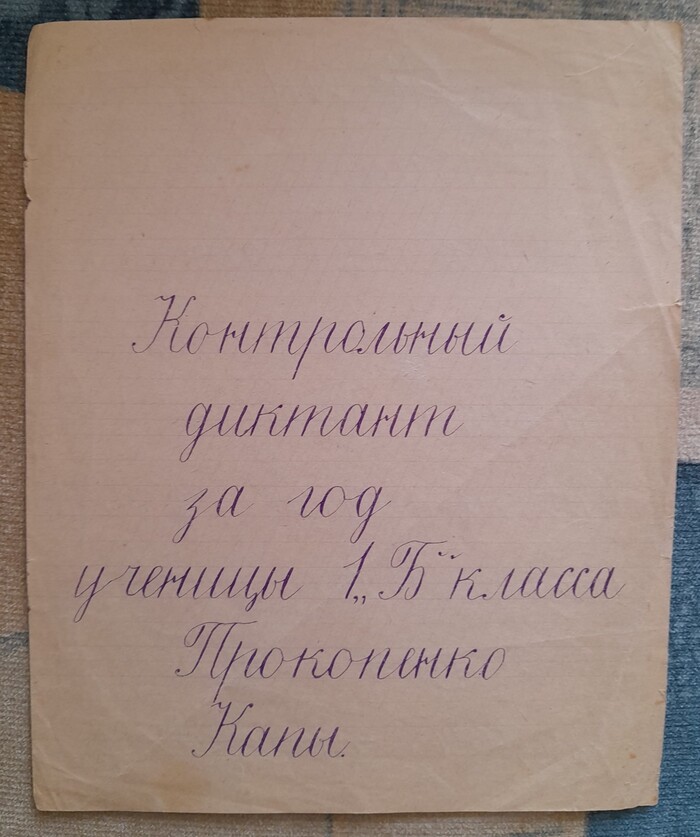 Контрольный
диктант
за год
ученицы 1 „Б“ класса
Прокопенко
Капы.